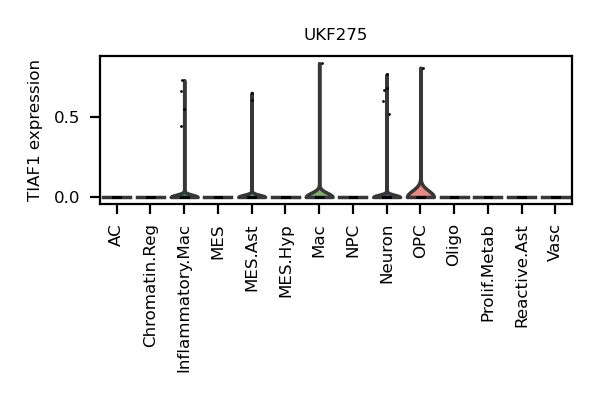 UKF275
TIAF1 expression
0.5
0.0
AC
Chromatin.Reg
Inflammatory.Mac
MES
MES.Ast
MES.Hyp
Mac
NPC
Neuron
OPC
Oligo
Prolif.Metab
Reactive.Ast
Vasc